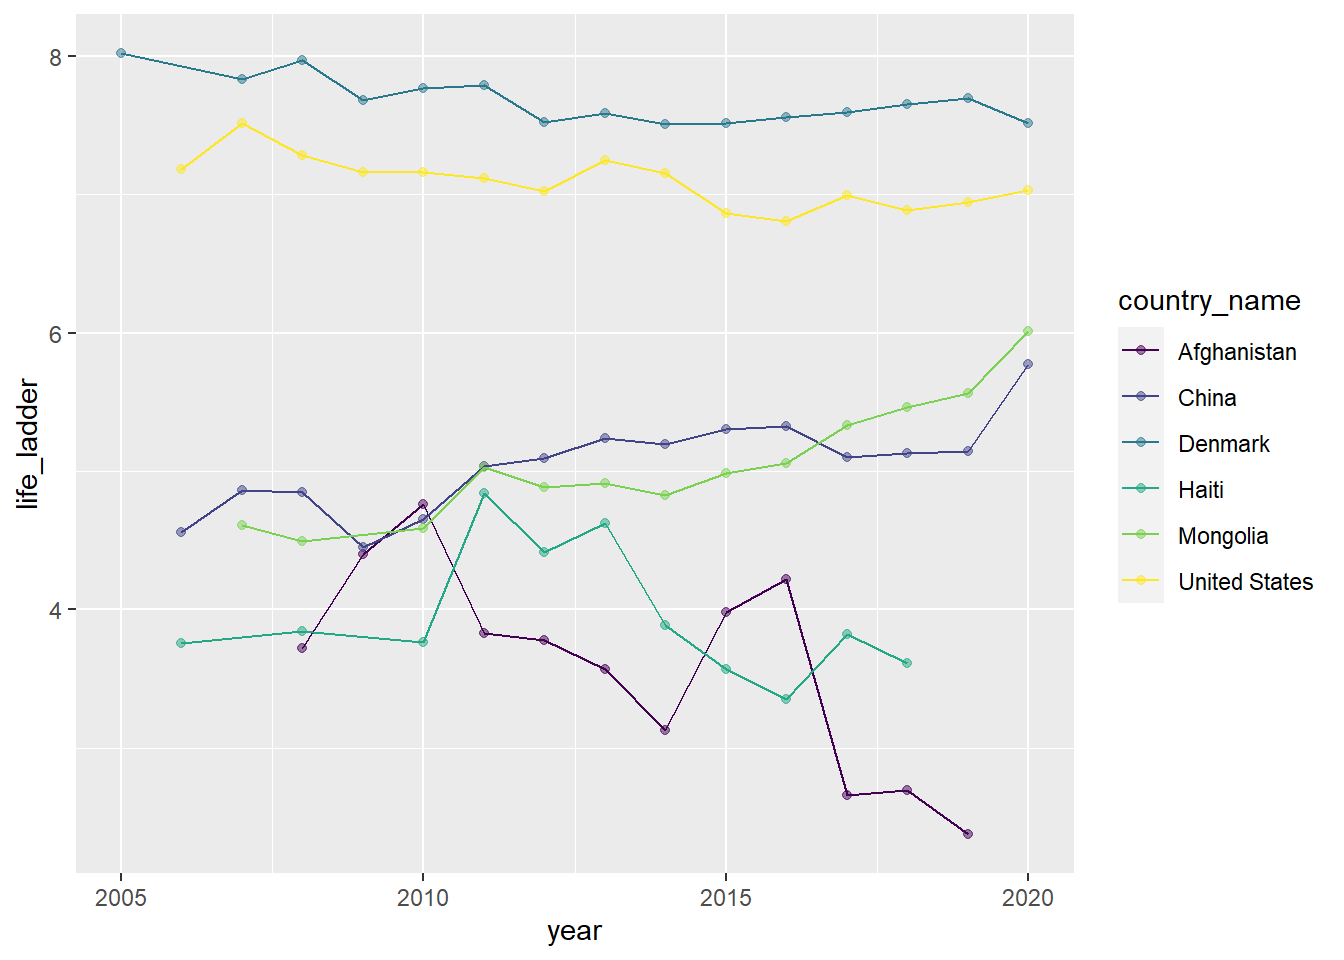 8
6
4
life_ladder
2005
2010
2015
2020
year
country_name
Afghanistan
China
Denmark
Haiti
Mongolia
United States